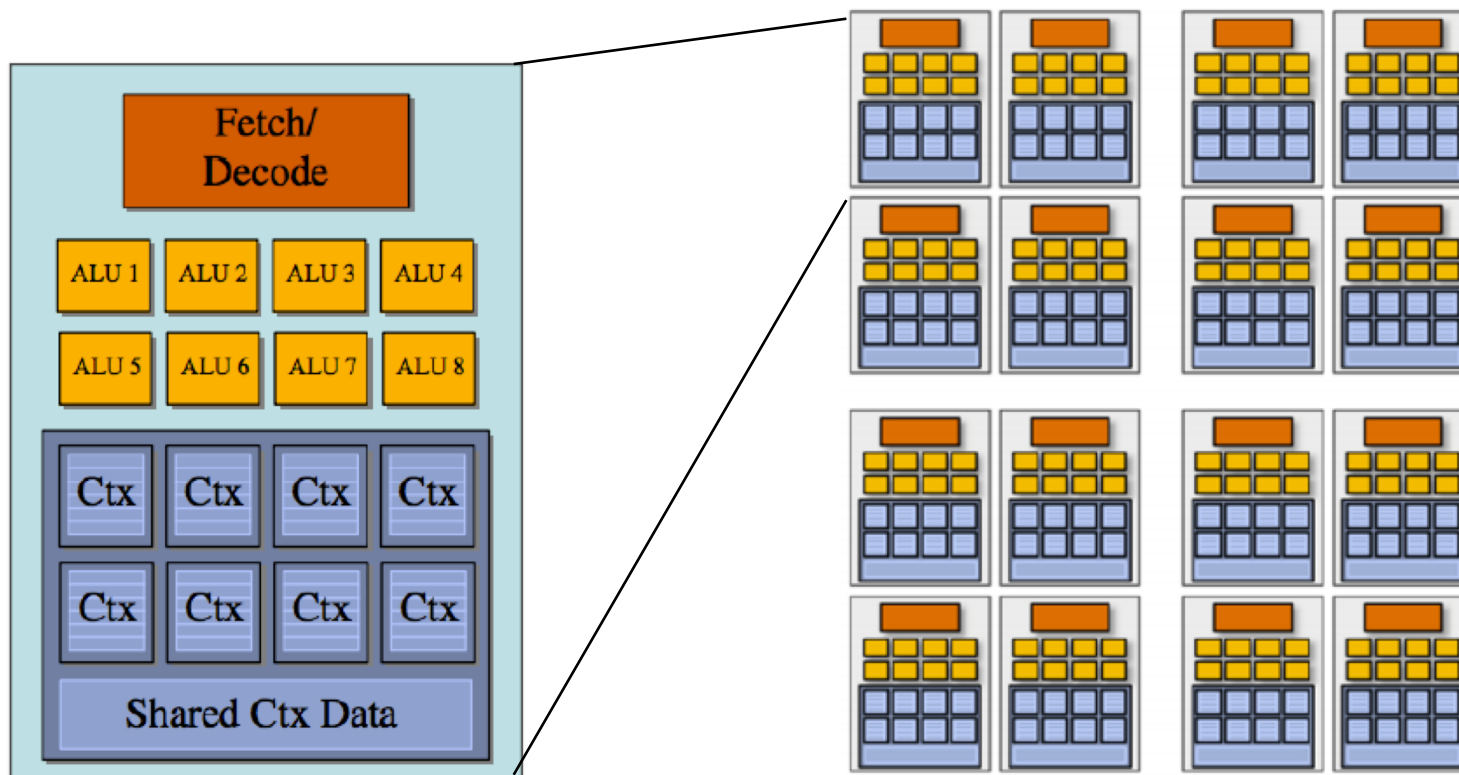 Fetch/
Decode
ALU 1 ALU 2 ALU 3 ALU 4
ALU 5 ALU 6 ALU 7 ALU 8
Ctx Ctx Ctx Ctx
Ctx Ctx Ctx Ctx
Shared Ctx Data